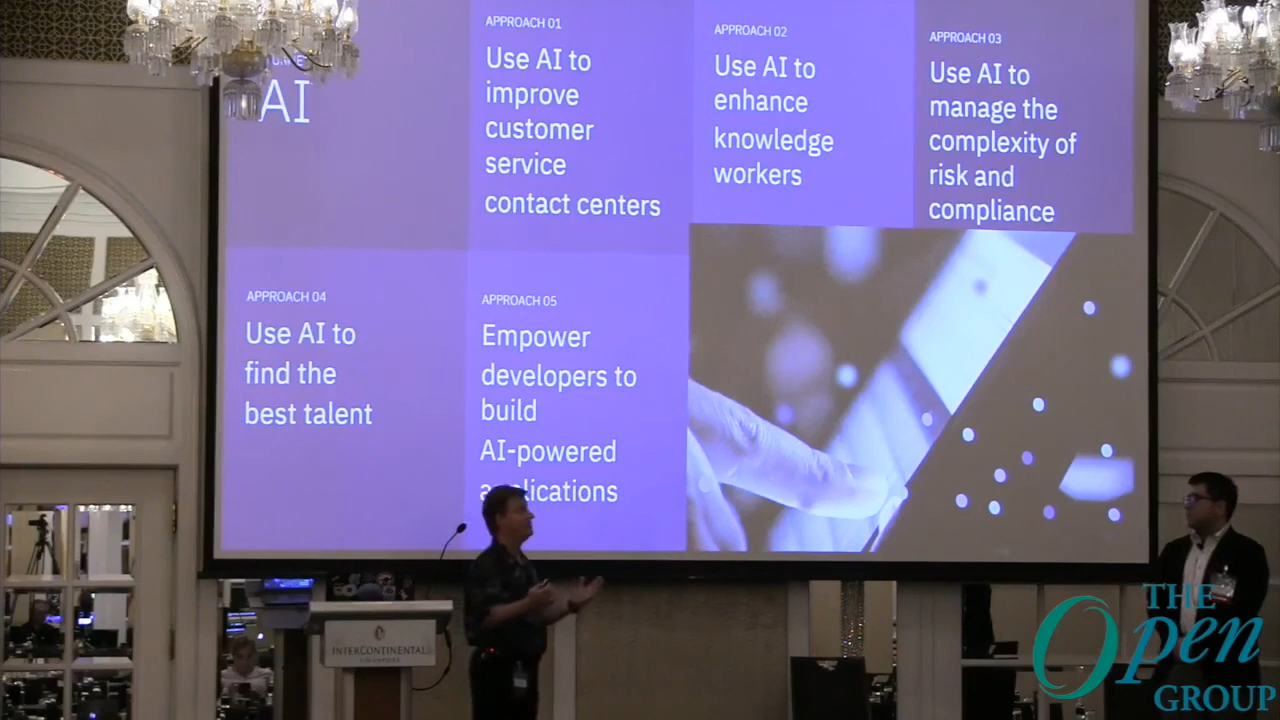 AI
APPROACH 01
Use AI to
improve
customer
service
contact centers
APPROACH 02
Use AI to
enhance
knowledge
workers
APPROACH 03
Use AI to
manage the
complexity of
risk and
compliance
APPROACH 04
Use AI to
find the
best talent
APPROACH 05
Empower
developers to
build
AI-powered
applications
INTERCONTINENTAL
THE
Open
GROUP